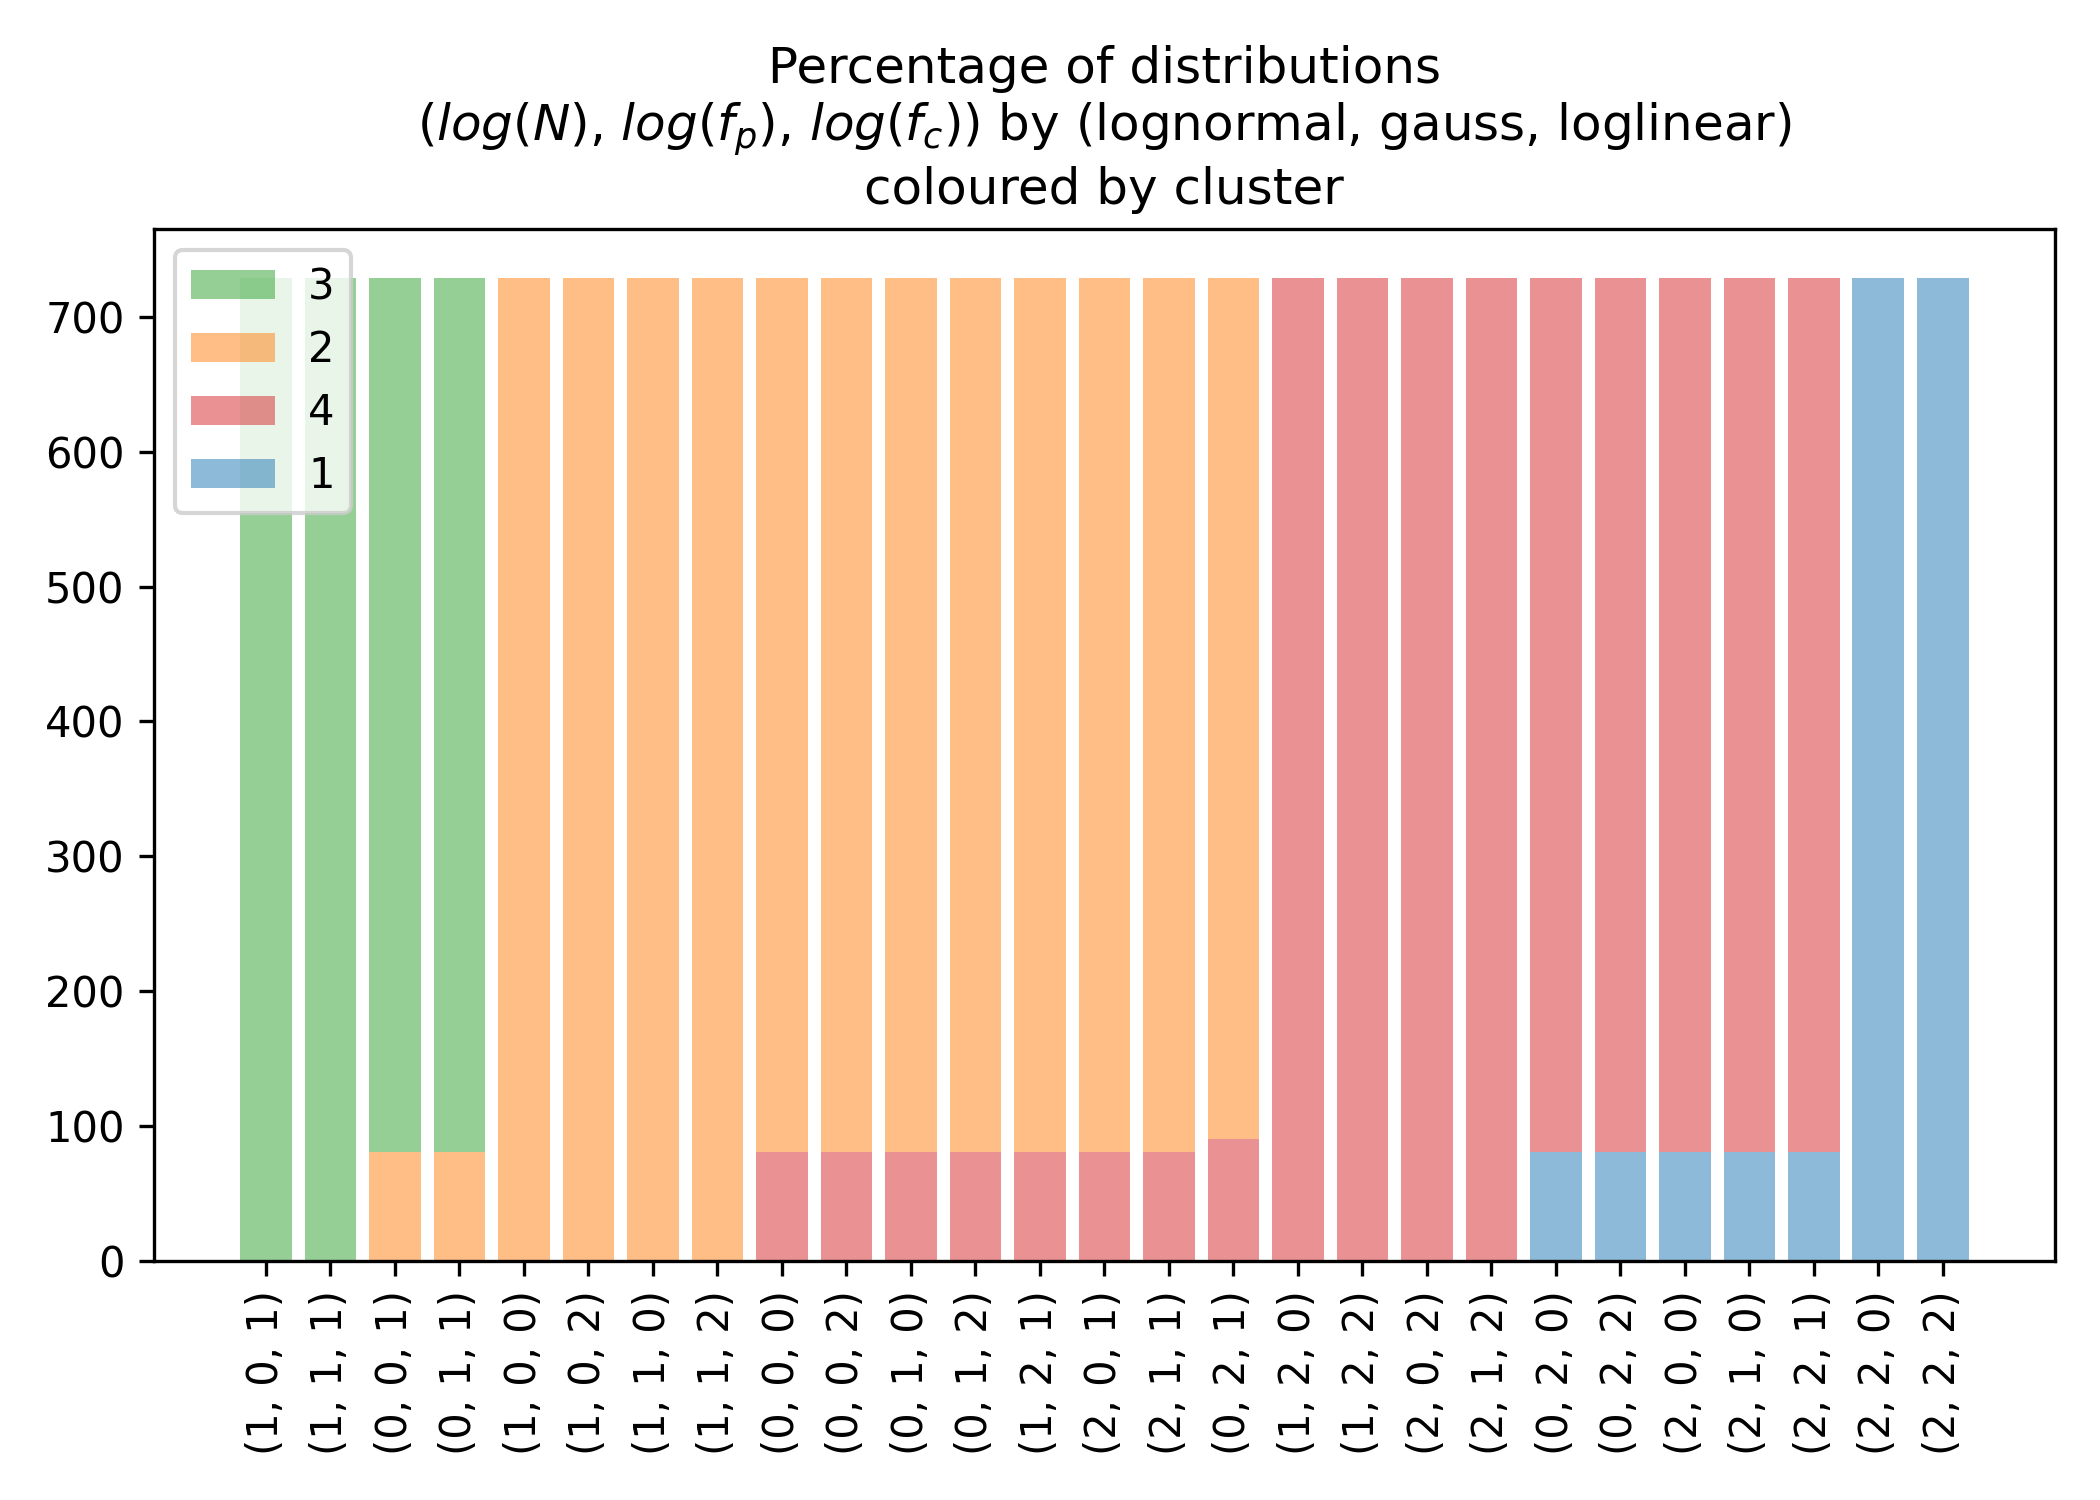 Percentage of distributions
(log(N), log(f_p), log(f_c)) by (lognormal, gauss, loglinear)
coloured by cluster
3
2
4
1
700
600
500
400
300
200
100
0
(1, 0, 1)
(1, 1, 1)
(0, 0, 1)
(0, 1, 1)
(1, 0, 0)
(1, 0, 2)
(1, 1, 0)
(1, 1, 2)
(0, 0, 0)
(0, 0, 2)
(0, 1, 0)
(0, 1, 2)
(1, 2, 1)
(2, 0, 1)
(2, 1, 1)
(0, 2, 1)
(1, 2, 0)
(1, 2, 2)
(2, 0, 2)
(2, 1, 2)
(0, 2, 0)
(0, 2, 2)
(2, 0, 0)
(2, 1, 0)
(2, 2, 1)
(2, 2, 0)
(2, 2, 2)